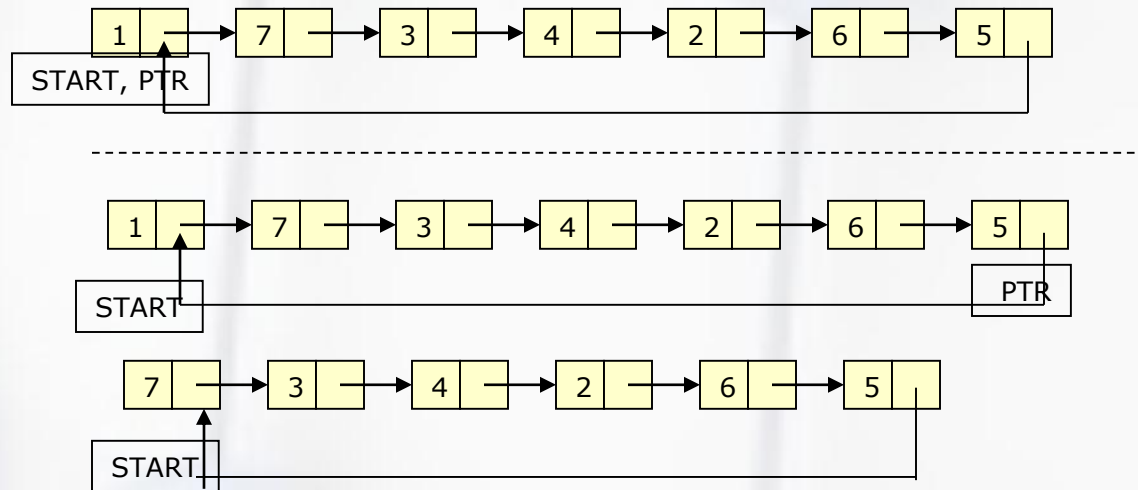 1 7 3 4 2 6 5
START, PTR
1 7 3 4 2 6 5
START PTR
7 3 4 2 6 5
START